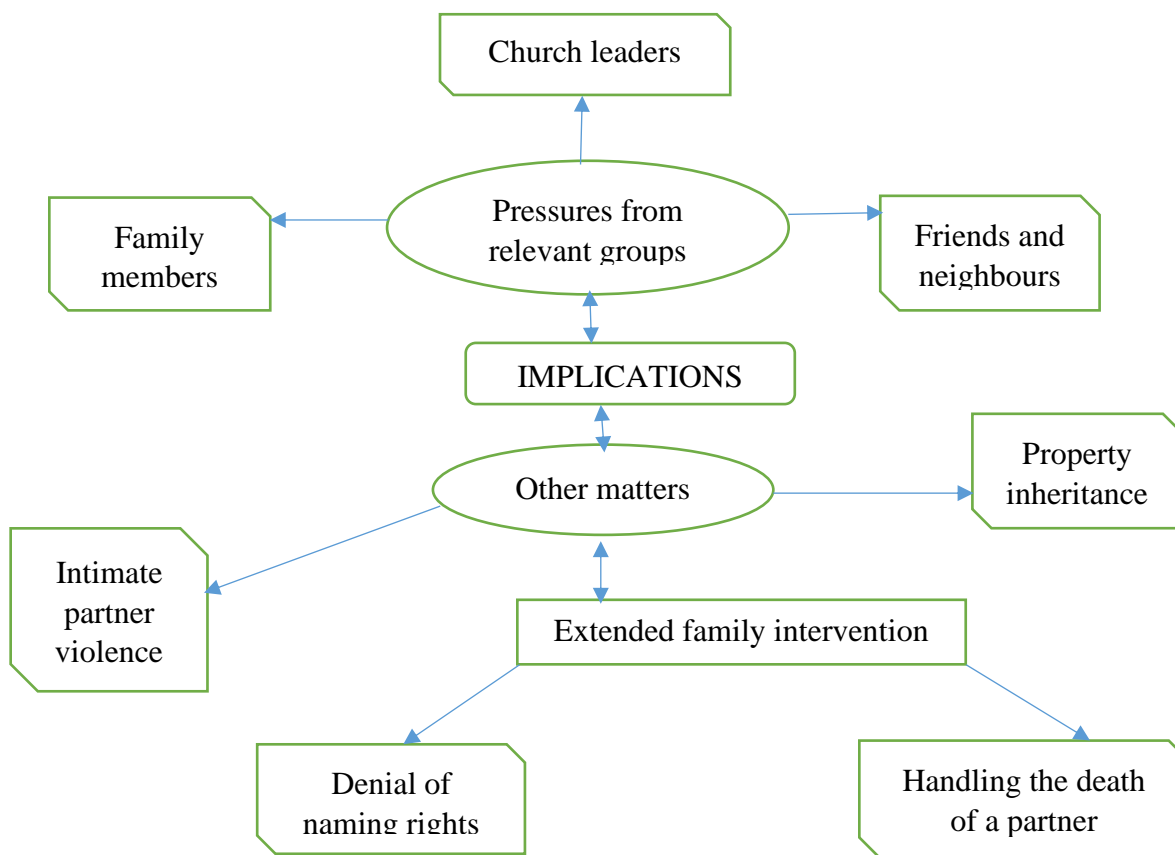 Church leaders
Pressures from
relevant groups
Family
members
Friends and
neighbours
IMPLICATIONS
Other matters
Property
inheritance
Intimate
partner
violence
Extended family intervention
Denial of
naming rights
Handling the death
of a partner